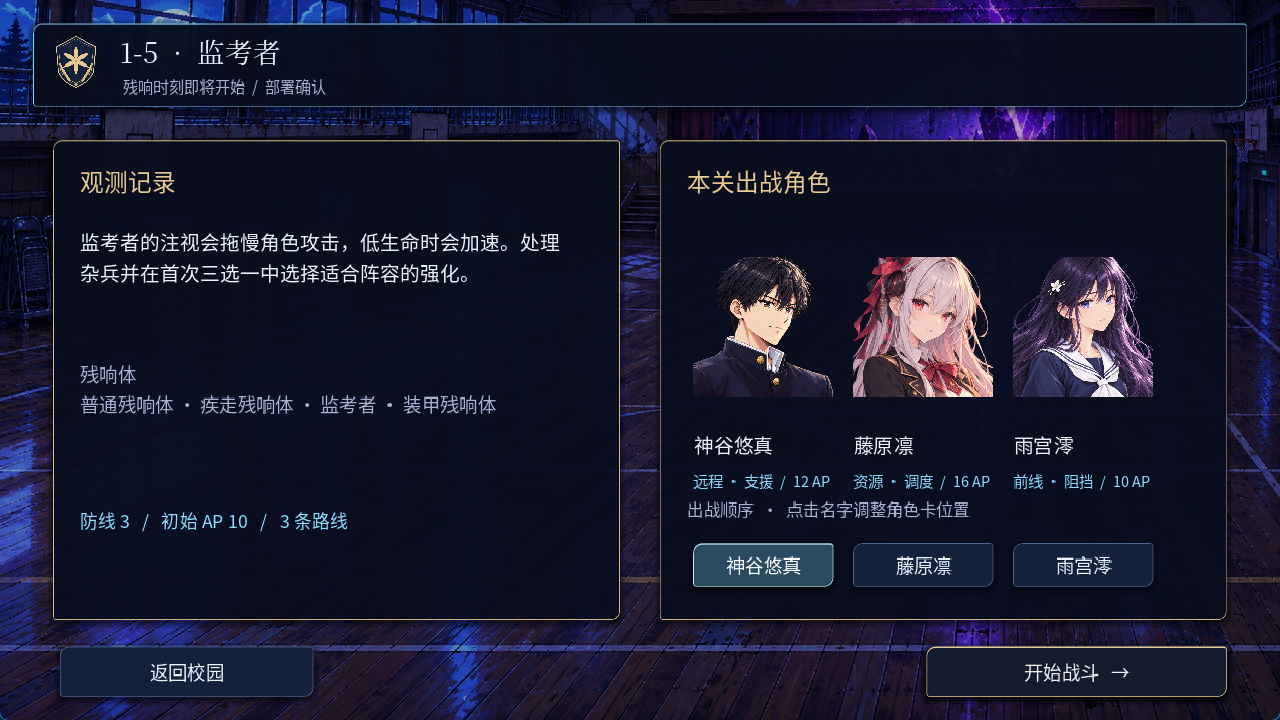 1-5 · 监考者
残响时刻即将开始 / 部署确认
观测记录
监考者的注视会拖慢角色攻击，低生命时会加速。处理
杂兵并在首次三选一中选择适合阵容的强化。
残响体
普通残响体 · 疾走残响体 · 监考者 · 装甲残响体
防线 3 / 初始 AP 10 / 3 条路线
本关出战角色
神谷悠真 藤原凛 雨宫澪
远程 · 支援 / 12 AP 资源 · 调度 / 16 AP 前线 · 阻挡 / 10 AP
出战顺序 · 点击名字调整角色卡位置
神谷悠真 藤原凛 雨宫澪
返回校园
开始战斗 →